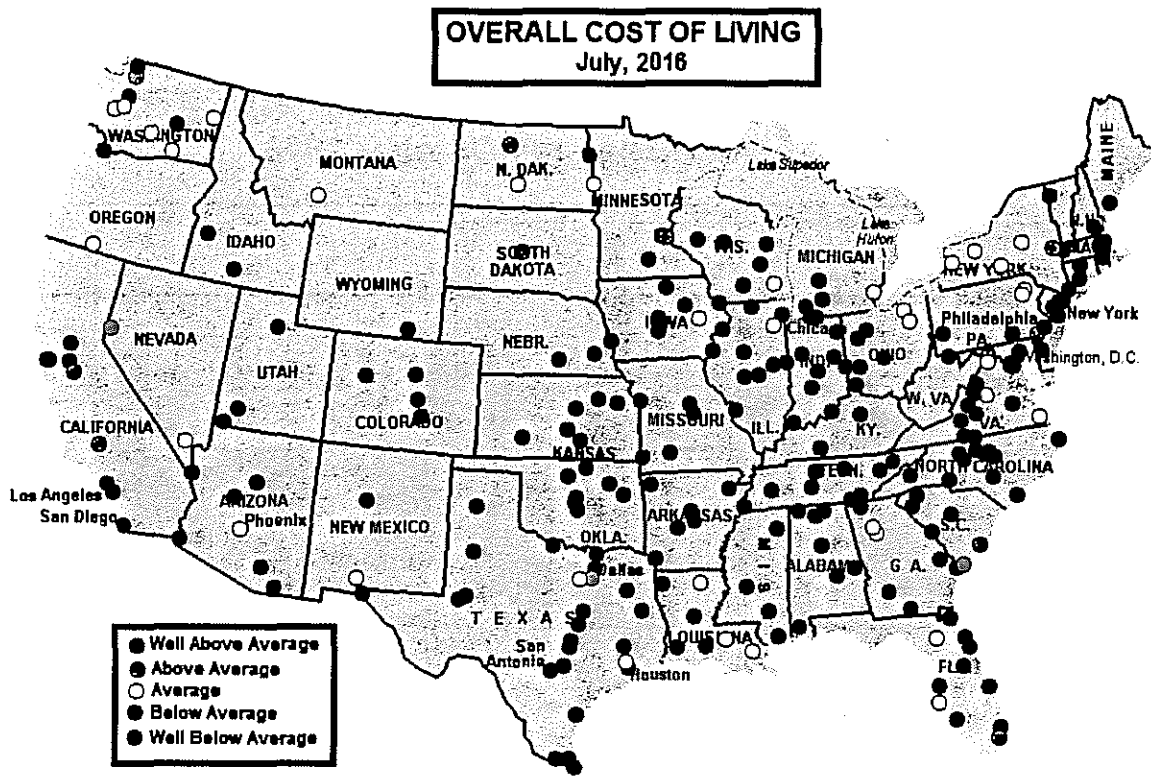 OVERALL COST OF LIVING
July, 2016
WASHINGTON
MONTANA
N. DAK.
MINNESOTA
Lake Superior
MAINE
OREGON
IDAHO
SOUTH
DAKOTA
WIS.
MICHIGAN
Lake
Huron
NEW YORK
WYOMING
NEVADA
NEBR.
IOWA
Philadelphia
New York
PA.
OHIO
Washington, D.C.
UTAH
COLORADO
CALIFORNIA
KANSAS
MISSOURI
ILL.
IND.
W. VA.
VA.
KY.
TENN.
NORTH CAROLINA
Los Angeles
San Diego
ARIZONA
Phoenix
NEW MEXICO
OKLA.
ARKANSAS.
MISS
ALABAMA
G. A.
S.C.
Dallas
TEXAS
San
Antonio
Houston
LOUISIANA
FL.
Well Above Average
Above Average
Average
Below Average
Well Below Average